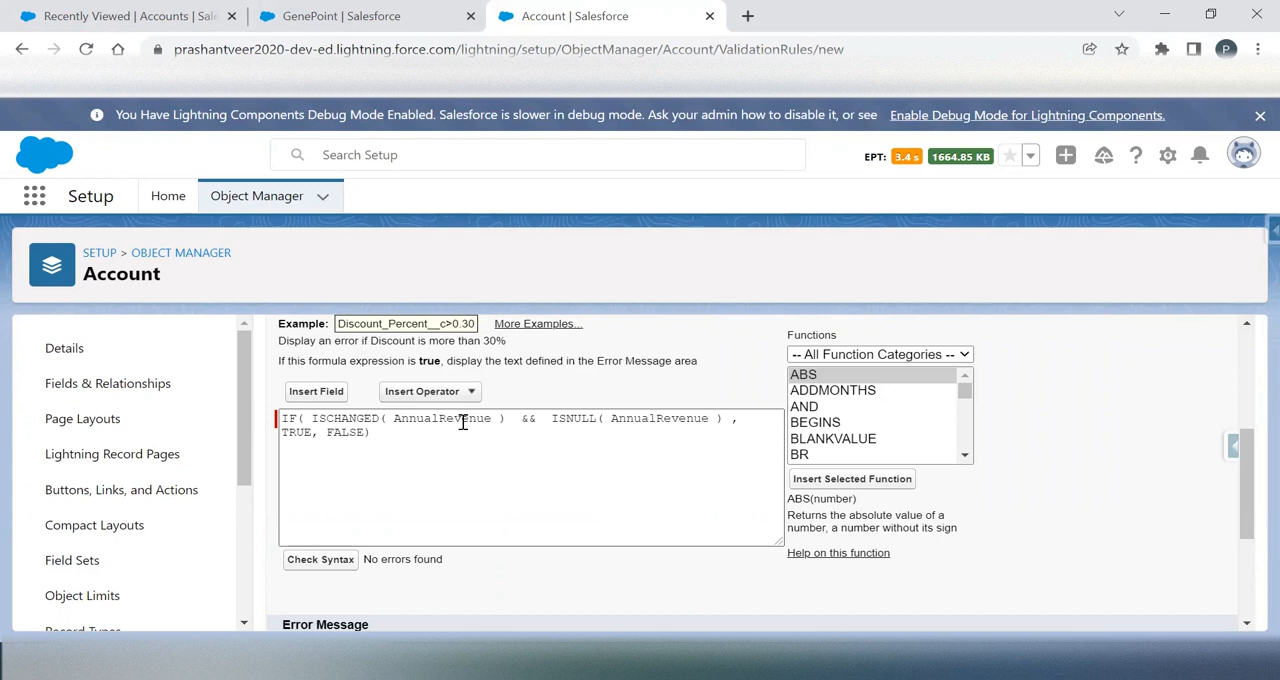 Recently Viewed | Accounts | Sale
GenePoint | Salesforce
Account | Salesforce
prashantveer2020-dev-ed.lightning.force.com/lightning/setup/ObjectManager/Account/ValidationRules/new
P
You Have Lightning Components Debug Mode Enabled. Salesforce is slower in debug mode. Ask your admin how to disable it, or see Enable Debug Mode for Lightning Components.
Search Setup
EPT: 3.4 s 1664.85 KB
Setup
Home
Object Manager
SETUP > OBJECT MANAGER
Account
Details
Fields & Relationships
Page Layouts
Lightning Record Pages
Buttons, Links, and Actions
Compact Layouts
Field Sets
Object Limits
Record Types
Example: Discount_Percent__c>0.30 More Examples...
Display an error if Discount is more than 30%
If this formula expression is true, display the text defined in the Error Message area
Insert Field
Insert Operator
IF( ISCHANGED( AnnualRevenue ) && ISNULL( AnnualRevenue ) ,
TRUE, FALSE)
Check Syntax No errors found
Functions
-- All Function Categories --
ABS
ADDMONTHS
AND
BEGINS
BLANKVALUE
BR
Insert Selected Function
ABS(number)
Returns the absolute value of a
number, a number without its sign
Help on this function
Error Message